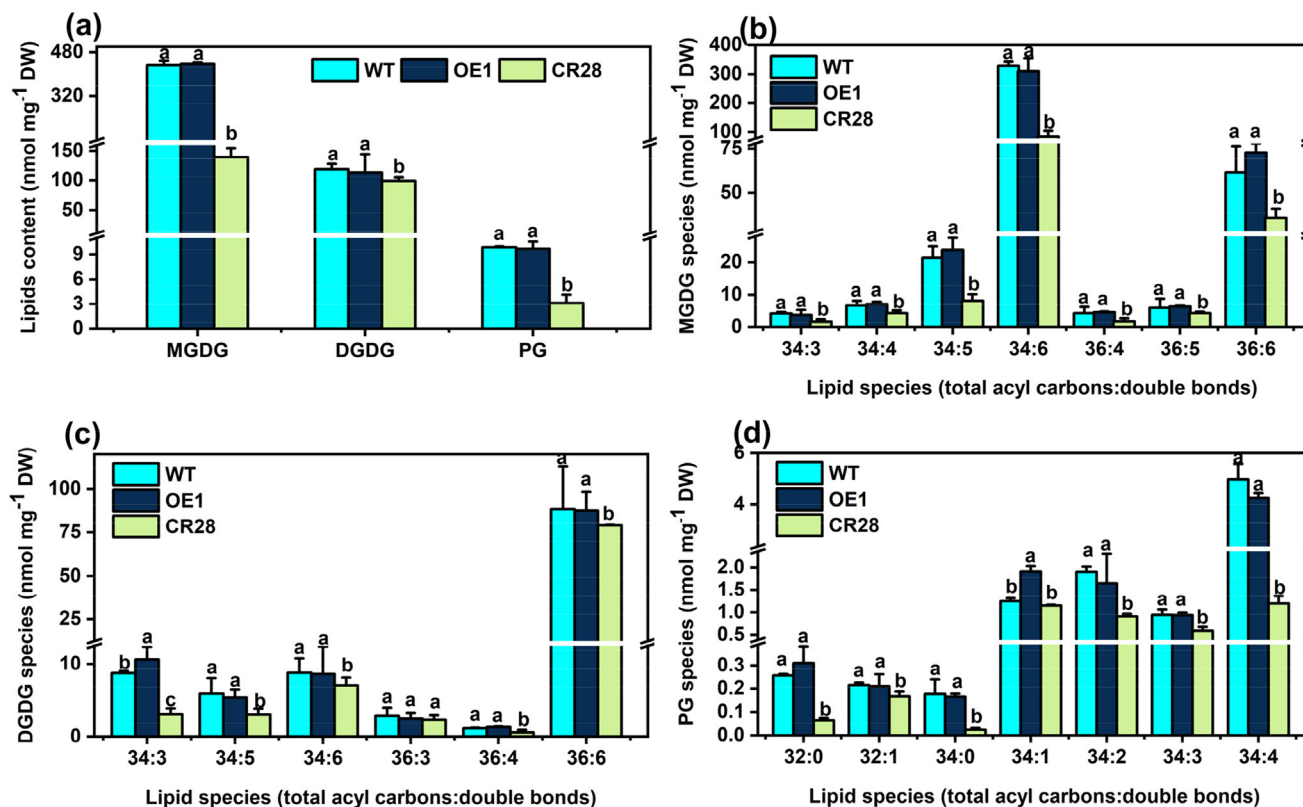 (a)
Lipids content (nmol mg-1 DW)
480
320
150
100
50
9
6
3
0
WT OE1 CR28
a a b
a a b
a a b
MGDG DGDG PG
(b)
MGDG species (nmol mg-1 DW)
400
300
200
100
75
50
20
10
0
WT
OE1
CR28
a a b
a a b
a a b
a a b
a a b
a a b
a a b
34:3 34:4 34:5 34:6 36:4 36:5 36:6
Lipid species (total acyl carbons:double bonds)
(c)
DGDG species (nmol mg-1 DW)
100
75
50
25
10
0
WT
OE1
CR28
b a c
a a b
a a b
a a a
a a b
a a b
34:3 34:5 34:6 36:3 36:4 36:6
Lipid species (total acyl carbons:double bonds)
(d)
PG species (nmol mg-1 DW)
6
4
2.0
1.5
1.0
0.5
0.3
0.2
0.1
0.0
WT
OE1
CR28
a a b
a a b
a a b
b a b
a a b
a a b
a a b
32:0 32:1 34:0 34:1 34:2 34:3 34:4
Lipid species (total acyl carbons:double bonds)